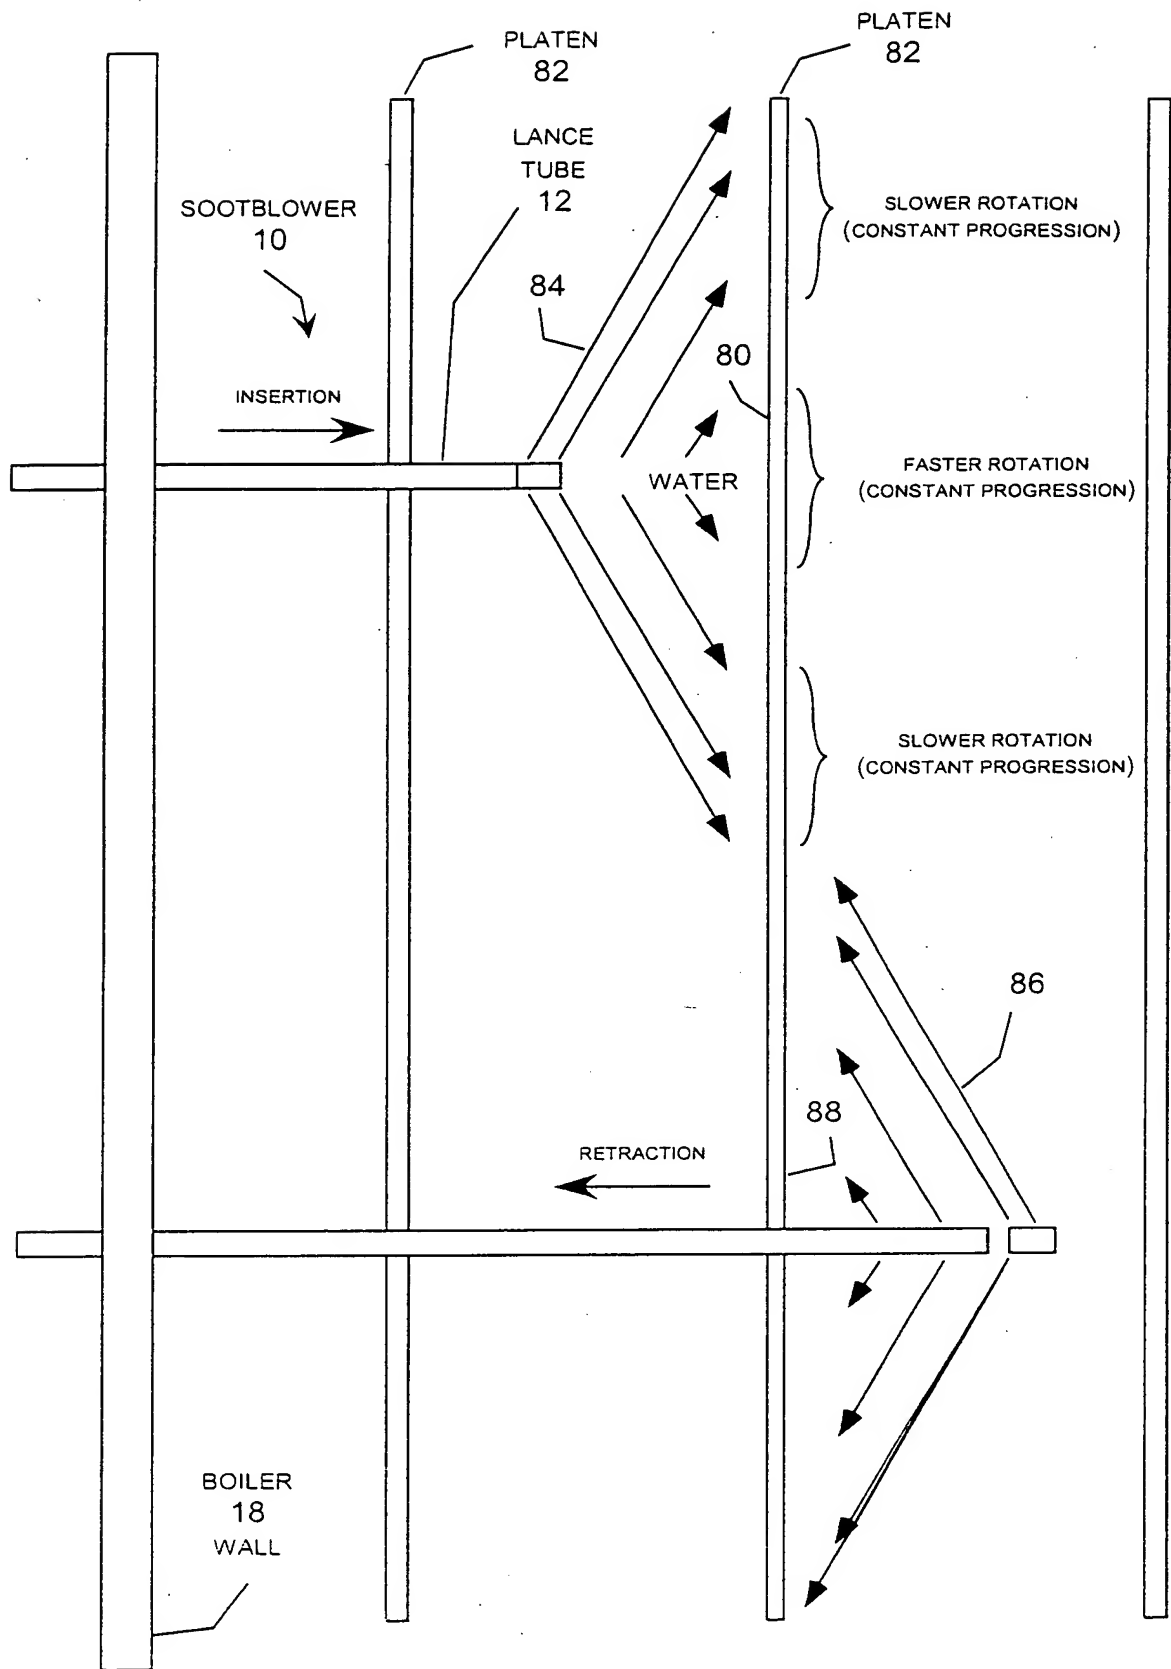 PLATEN
82
PLATEN
82
LANCE
TUBE
12
SOOTBLOWER
10
SLOWER ROTATION
(CONSTANT PROGRESSION)
84
80
INSERTION
WATER
FASTER ROTATION
(CONSTANT PROGRESSION)
SLOWER ROTATION
(CONSTANT PROGRESSION)
86
88
RETRACTION
BOILER
18
WALL